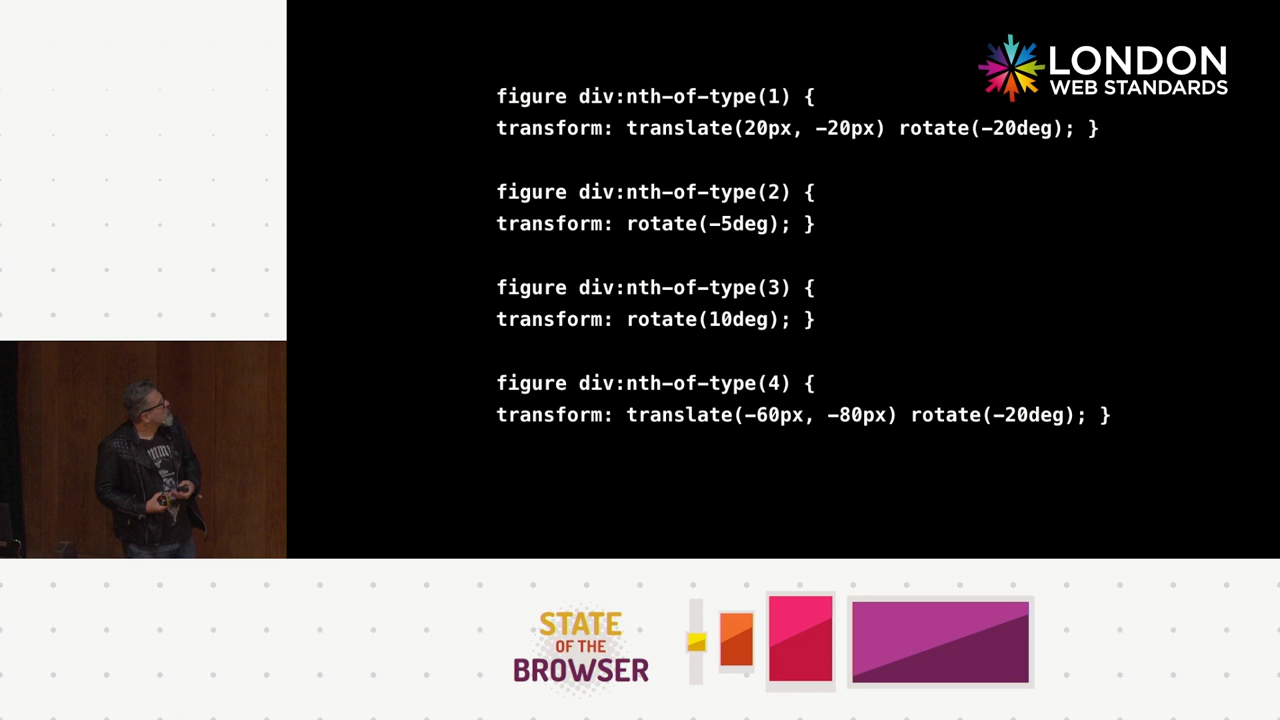 LONDON
WEB STANDARDS
figure div:nth-of-type(1) {
transform: translate(20px, -20px) rotate(-20deg); }
figure div:nth-of-type(2) {
transform: rotate(-5deg); }
figure div:nth-of-type(3) {
transform: rotate(10deg); }
figure div:nth-of-type(4) {
transform: translate(-60px, -80px) rotate(-20deg); }
STATE
OF THE
BROWSER